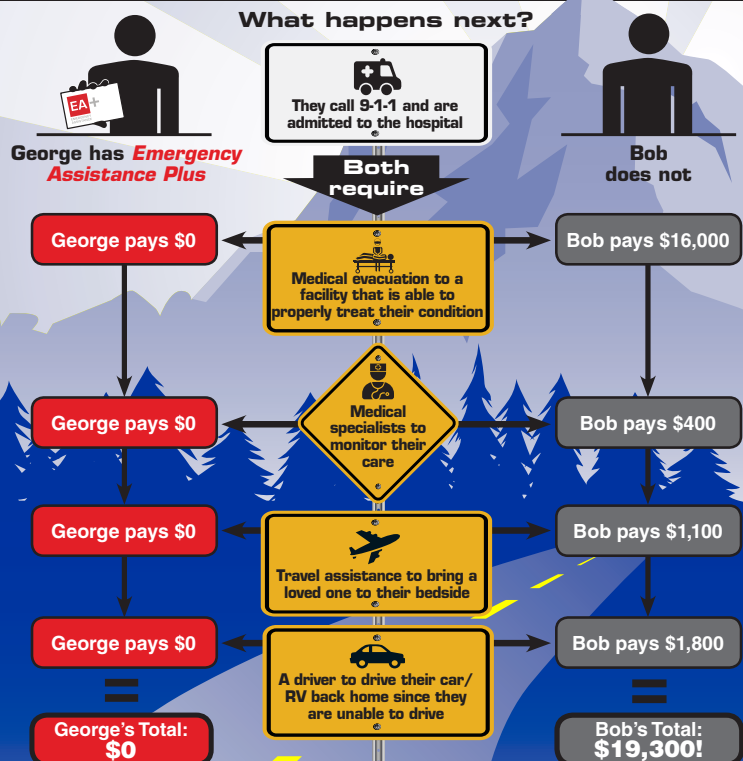 What happens next?
EA+
They call 9-1-1 and are
admitted to the hospital
George has Emergency
Assistance Plus
Bob
does not
Both
require
George pays $0
Medical evacuation to a
facility that is able to
properly treat their condition
Bob pays $16,000
George pays $0
Medical
specialists to
monitor their
care
Bob pays $400
George pays $0
Travel assistance to bring a
loved one to their bedside
Bob pays $1,100
George pays $0
A driver to drive their car/
RV back home since they
are unable to drive
Bob pays $1,800
=
=
George's Total:
$0
Bob's Total:
$19,300!